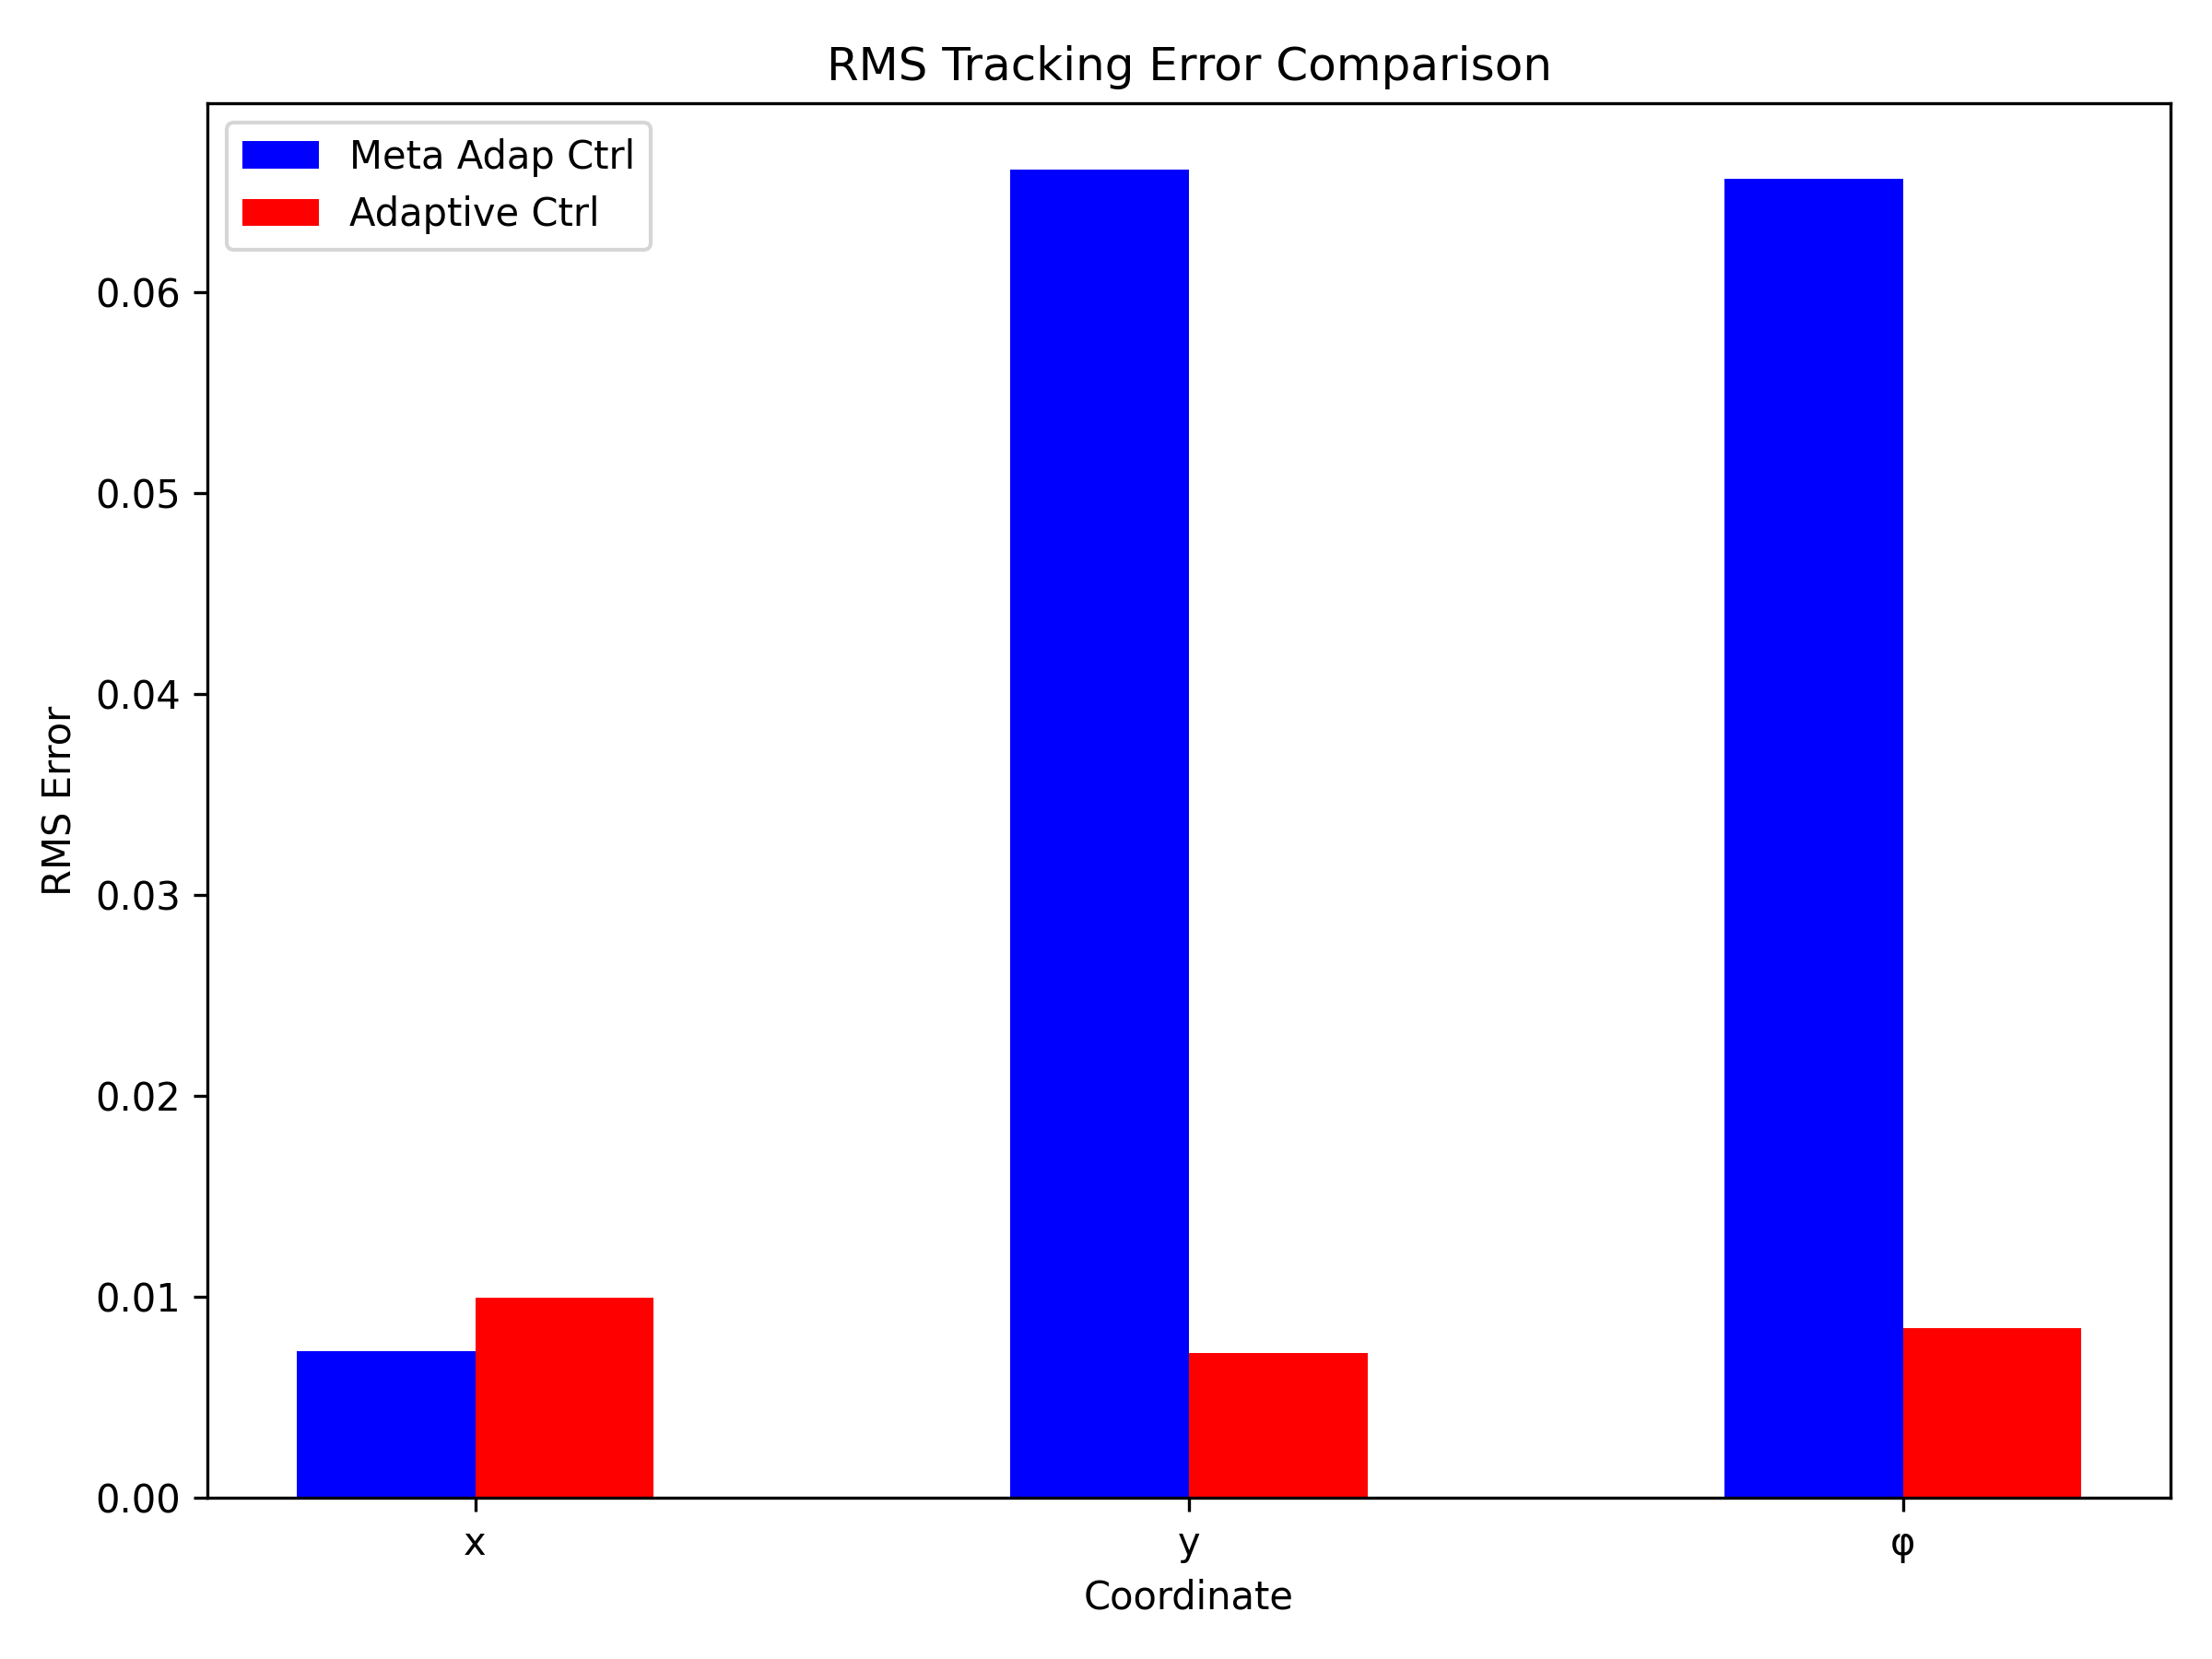 RMS Tracking Error Comparison
Meta Adap Ctrl
Adaptive Ctrl
RMS Error
0.06
0.05
0.04
0.03
0.02
0.01
0.00
x
y
φ
Coordinate